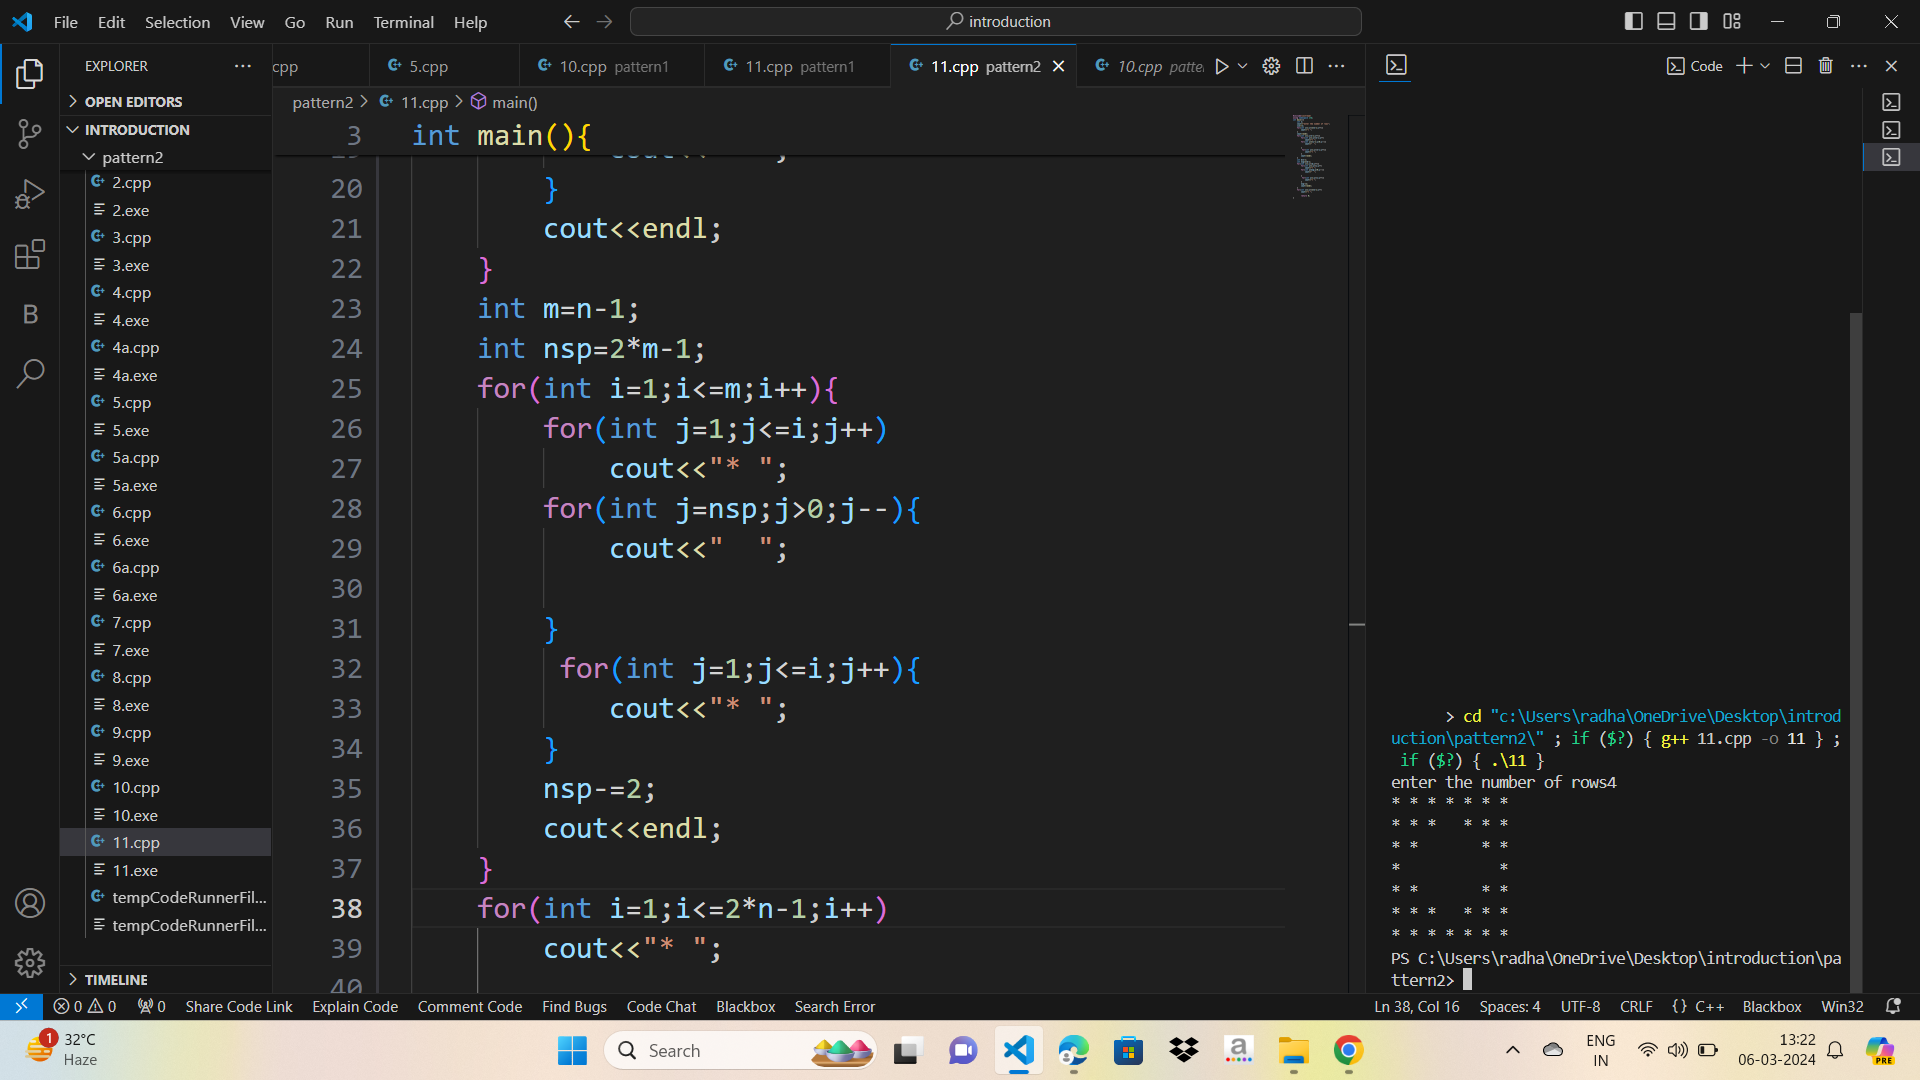 File Edit Selection View Go Run Terminal Help
introduction
EXPLORER
cpp
5.cpp
10.cpp pattern1
11.cpp pattern1
11.cpp pattern2
10.cpp patte
Code
OPEN EDITORS
INTRODUCTION
pattern2
2.cpp
2.exe
3.cpp
3.exe
4.cpp
4.exe
4a.cpp
4a.exe
5.cpp
5.exe
5a.cpp
5a.exe
6.cpp
6.exe
6a.cpp
6a.exe
7.cpp
7.exe
8.cpp
8.exe
9.cpp
9.exe
10.cpp
10.exe
11.cpp
11.exe
tempCodeRunnerFil...
tempCodeRunnerFil...
TIMELINE
B
pattern2 > 11.cpp > main()
3 int main(){
20 }
21 cout<<endl;
22 }
23 int m=n-1;
24 int nsp=2*m-1;
25 for(int i=1;i<=m;i++){
26 for(int j=1;j<=i;j++)
27 cout<<"* ";
28 for(int j=nsp;j>0;j--){
29 cout<<"  ";
30
31 }
32 for(int j=1;j<=i;j++){
33 cout<<"* ";
34 }
35 nsp-=2;
36 cout<<endl;
37 }
38 for(int i=1;i<=2*n-1;i++)
39 cout<<"* ";
40
> cd "c:\Users\radha\OneDrive\Desktop\introd
uction\pattern2\" ; if ($?) { g++ 11.cpp -o 11 } ;
if ($?) { .\11 }
enter the number of rows4
* * * * * * *
* * *   * * *
* *       * *
*           *
* *       * *
* * *   * * *
* * * * * * *
PS C:\Users\radha\OneDrive\Desktop\introduction\pa
ttern2>
0 0 0 Share Code Link Explain Code Comment Code Find Bugs Code Chat Blackbox Search Error
Ln 38, Col 16 Spaces: 4 UTF-8 CRLF {} C++ Blackbox Win32
1
32°C
Haze
Search
a
PRE
ENG
IN
13:22
06-03-2024